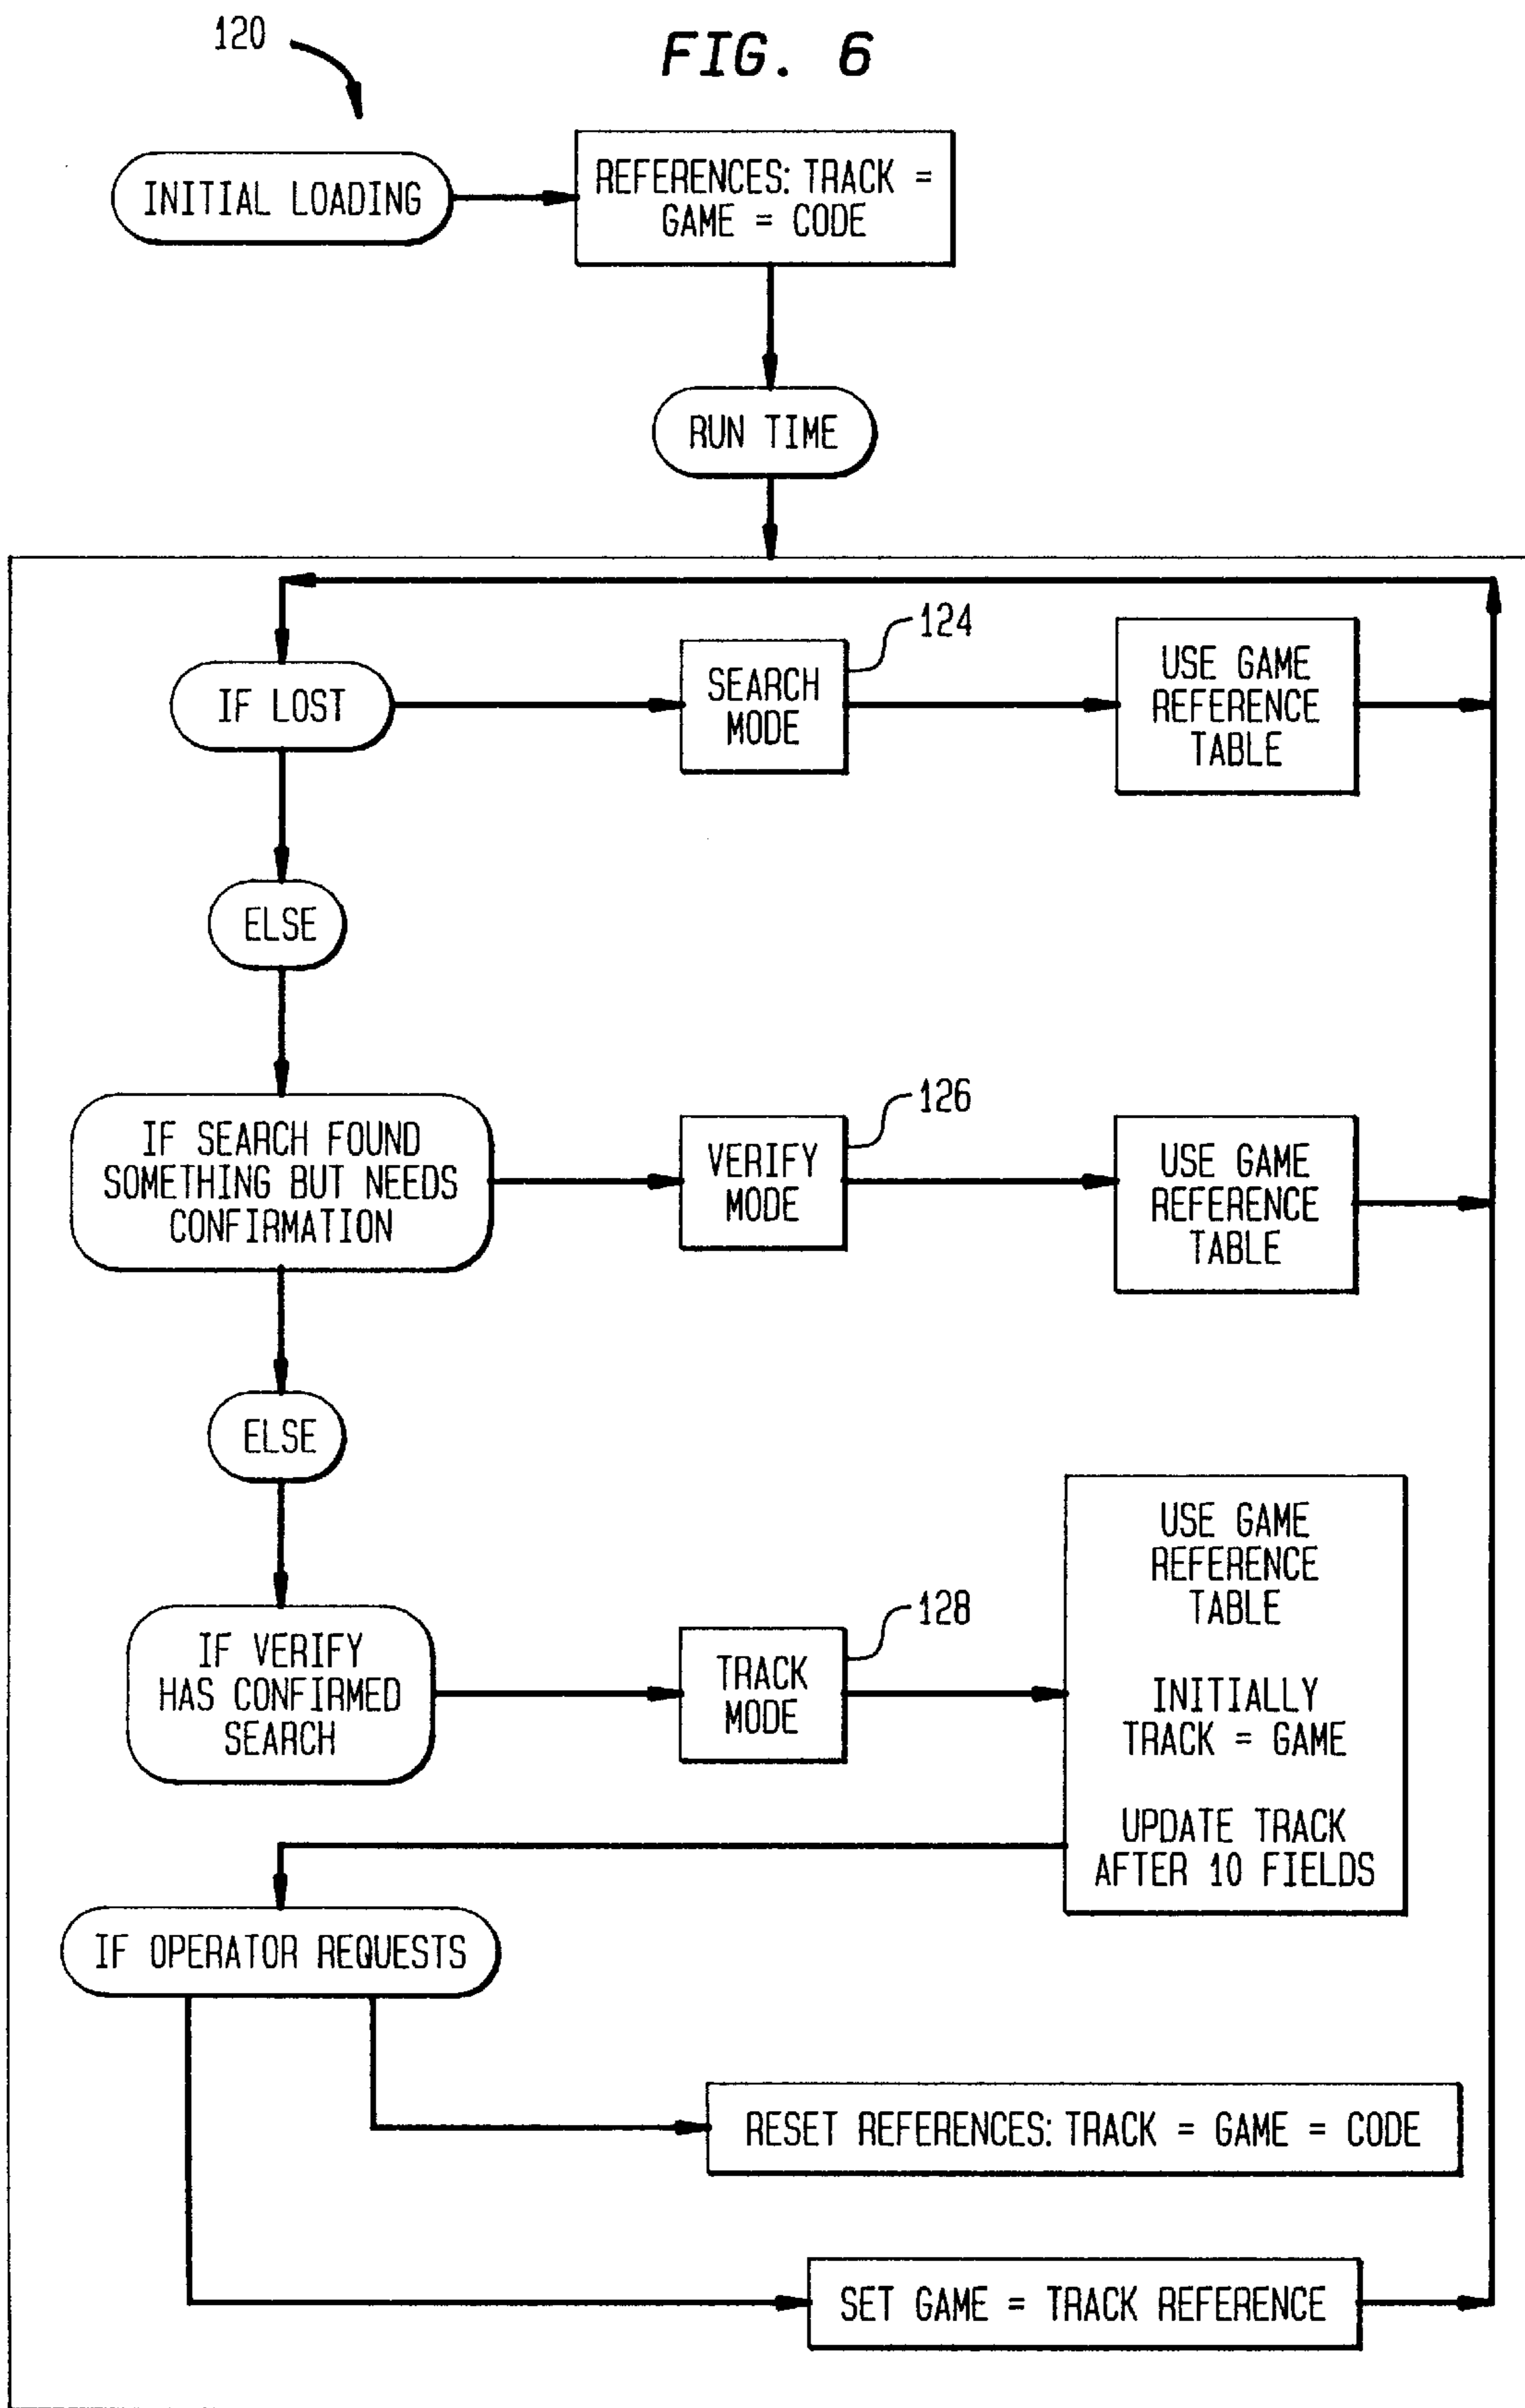 120
FIG. 6
INITIAL LOADING
REFERENCES: TRACK =
GAME = CODE
RUN TIME
IF LOST
124
SEARCH
MODE
USE GAME
REFERENCE
TABLE
ELSE
IF SEARCH FOUND
SOMETHING BUT NEEDS
CONFIRMATION
126
VERIFY
MODE
USE GAME
REFERENCE
TABLE
ELSE
IF VERIFY
HAS CONFIRMED
SEARCH
128
TRACK
MODE
USE GAME
REFERENCE
TABLE
INITIALLY
TRACK = GAME
UPDATE TRACK
AFTER 10 FIELDS
IF OPERATOR REQUESTS
RESET REFERENCES: TRACK = GAME = CODE
SET GAME = TRACK REFERENCE